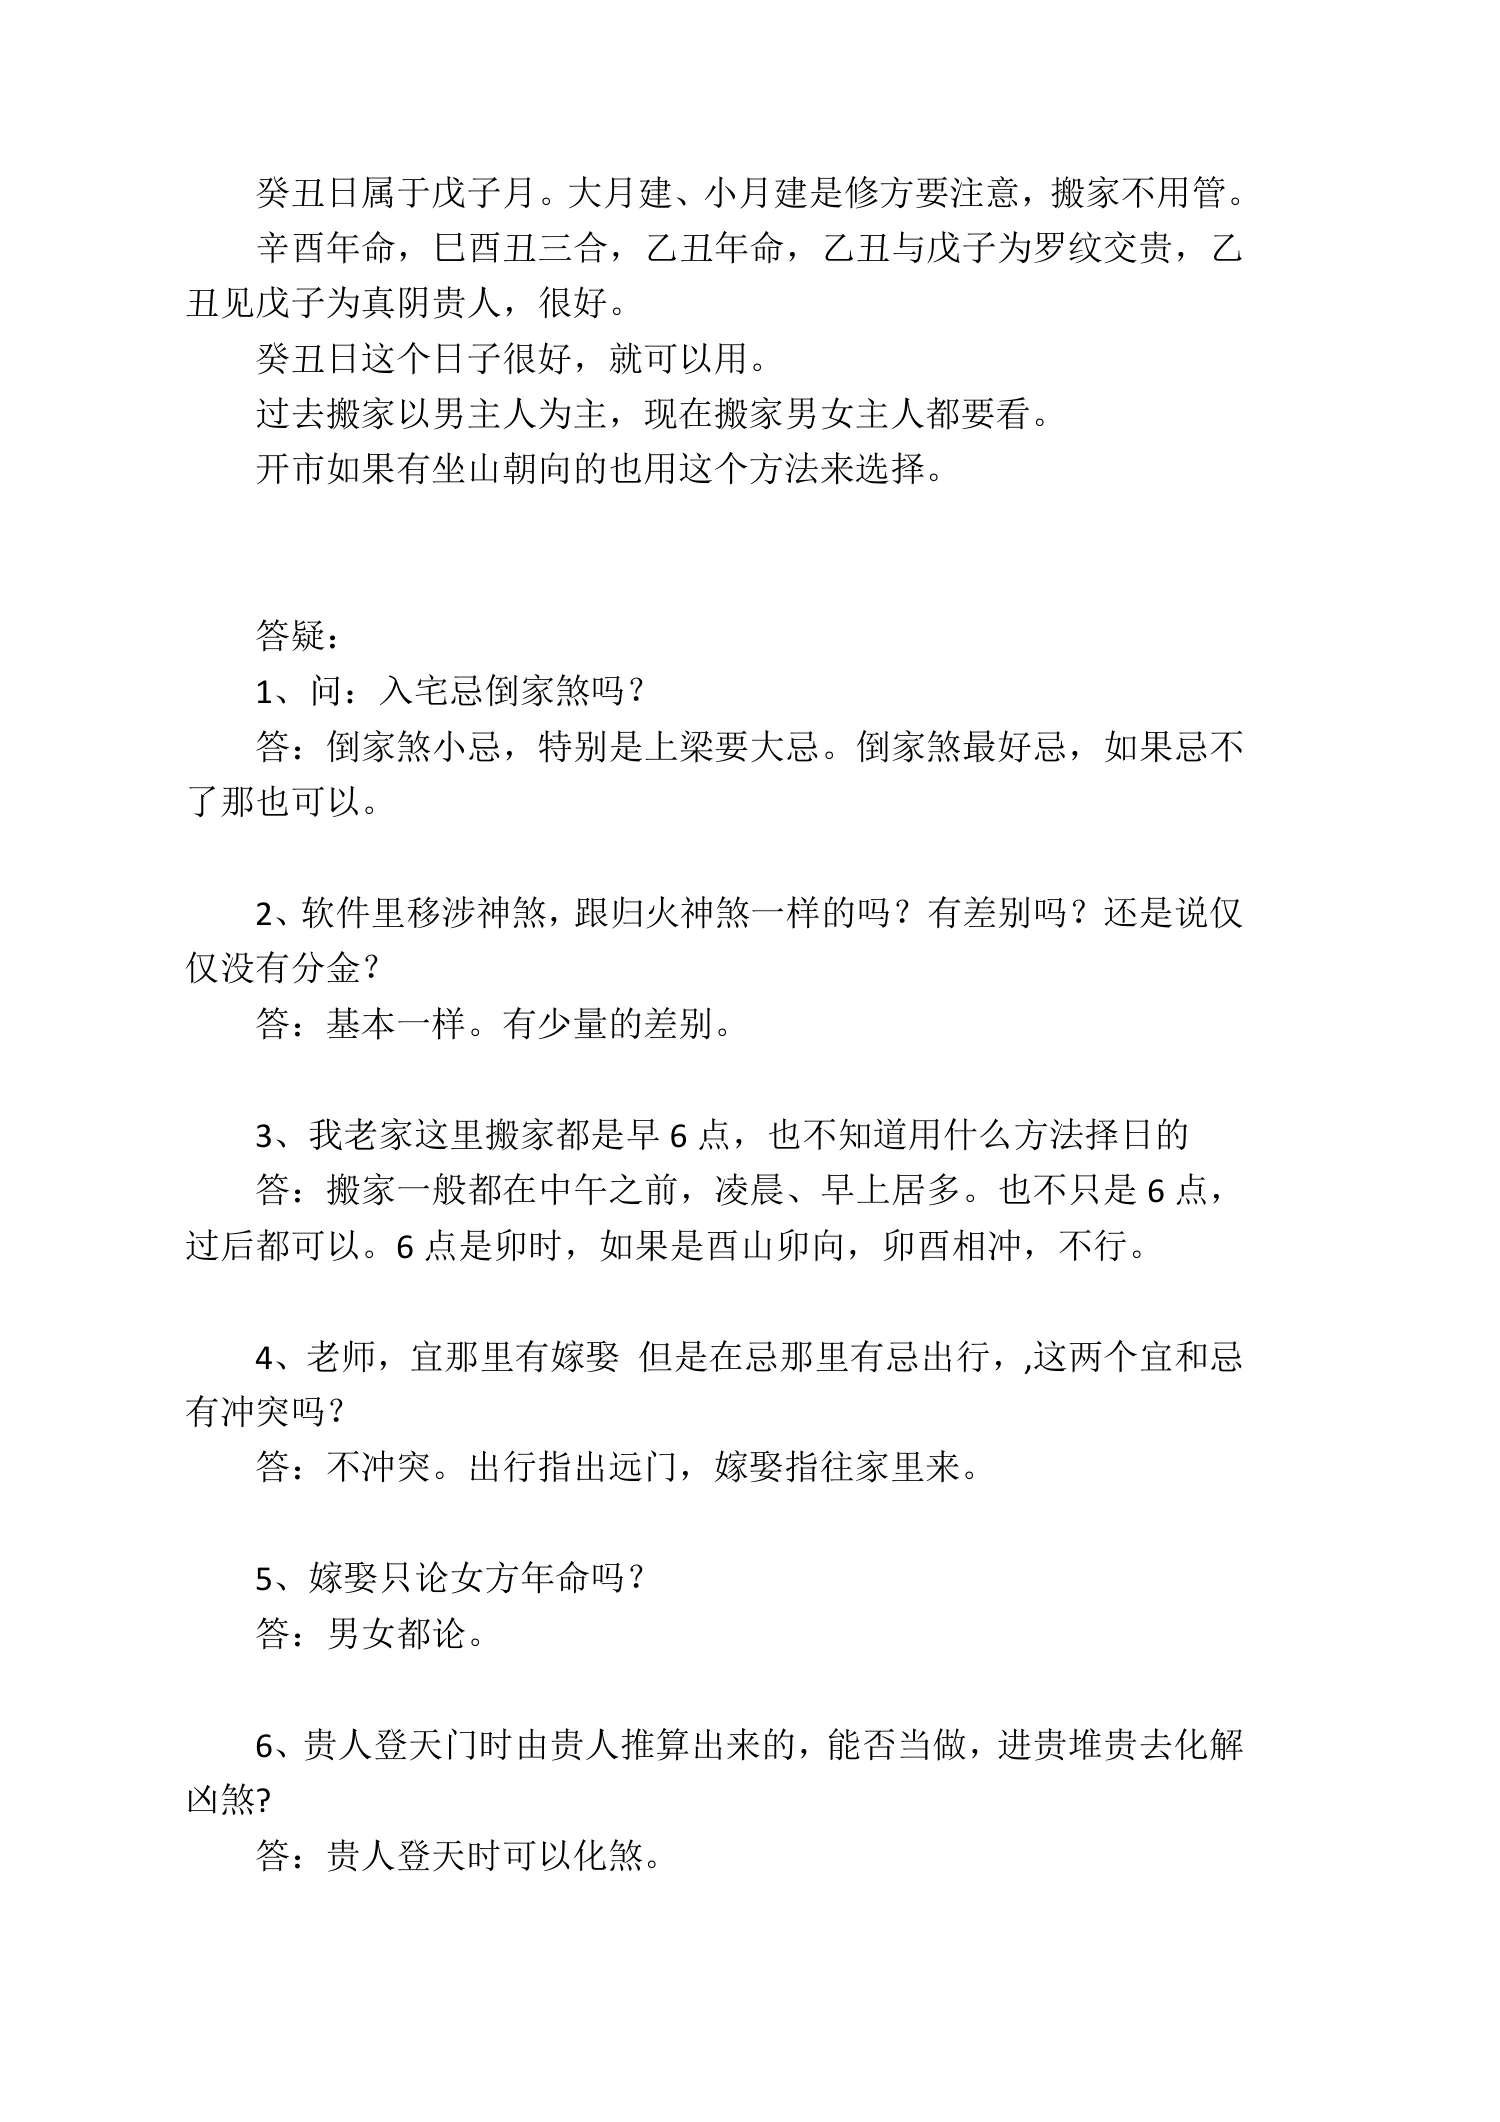 癸丑日属于戊子月。大月建、小月建是修方要注意，搬家不用管。
辛酉年命，巳酉丑三合，乙丑年命，乙丑与戊子为罗纹交贵，乙
丑见戊子为真阴贵人，很好。
癸丑日这个日子很好，就可以用。
过去搬家以男主人为主，现在搬家男女主人都要看。
开市如果有坐山朝向的也用这个方法来选择。
答疑：
1、问：入宅忌倒家煞吗？
答：倒家煞小忌，特别是上梁要大忌。倒家煞最好忌，如果忌不
了那也可以。
2、软件里移涉神煞，跟归火神煞一样的吗？有差别吗？还是说仅
仅没有分金？
答：基本一样。有少量的差别。
3、我老家这里搬家都是早 6 点，也不知道用什么方法择日的
答：搬家一般都在中午之前，凌晨、早上居多。也不只是 6 点，
过后都可以。6 点是卯时，如果是酉山卯向，卯酉相冲，不行。
4、老师，宜那里有嫁娶 但是在忌那里有忌出行，,这两个宜和忌
有冲突吗？
答：不冲突。出行指出远门，嫁娶指往家里来。
5、嫁娶只论女方年命吗？
答：男女都论。
6、贵人登天门时由贵人推算出来的，能否当做，进贵堆贵去化解
凶煞?
答：贵人登天时可以化煞。